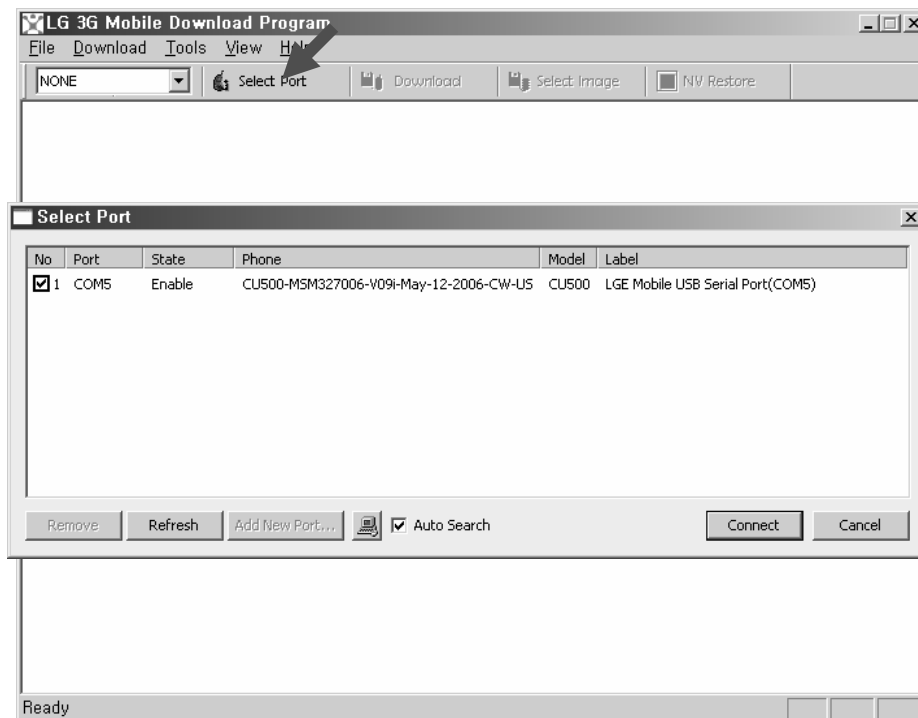 LG 3G Mobile Download Program
File Download Tools View Help
NONE Select Port Download Select Image NV Restore
Select Port
No Port State Phone Model Label
1 COM5 Enable CU500-MSM327006-V09i-May-12-2006-CW-US CU500 LGE Mobile USB Serial Port(COM5)
Remove Refresh Add New Port... Auto Search Connect Cancel
Ready